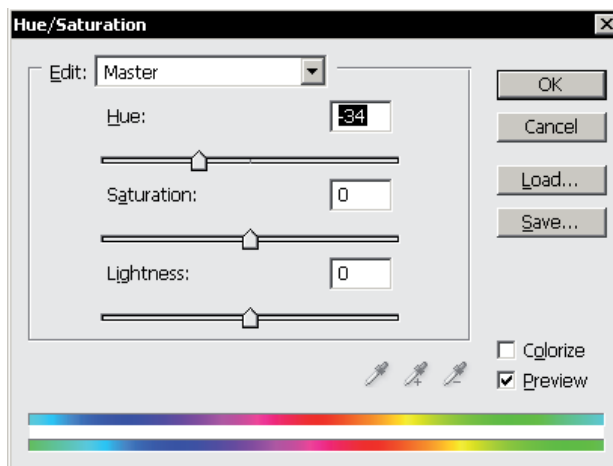 Hue/Saturation
Edit: Master
OK
Hue: -34
Cancel
Load...
Saturation: 0
Save...
Lightness: 0
Colorize
Preview